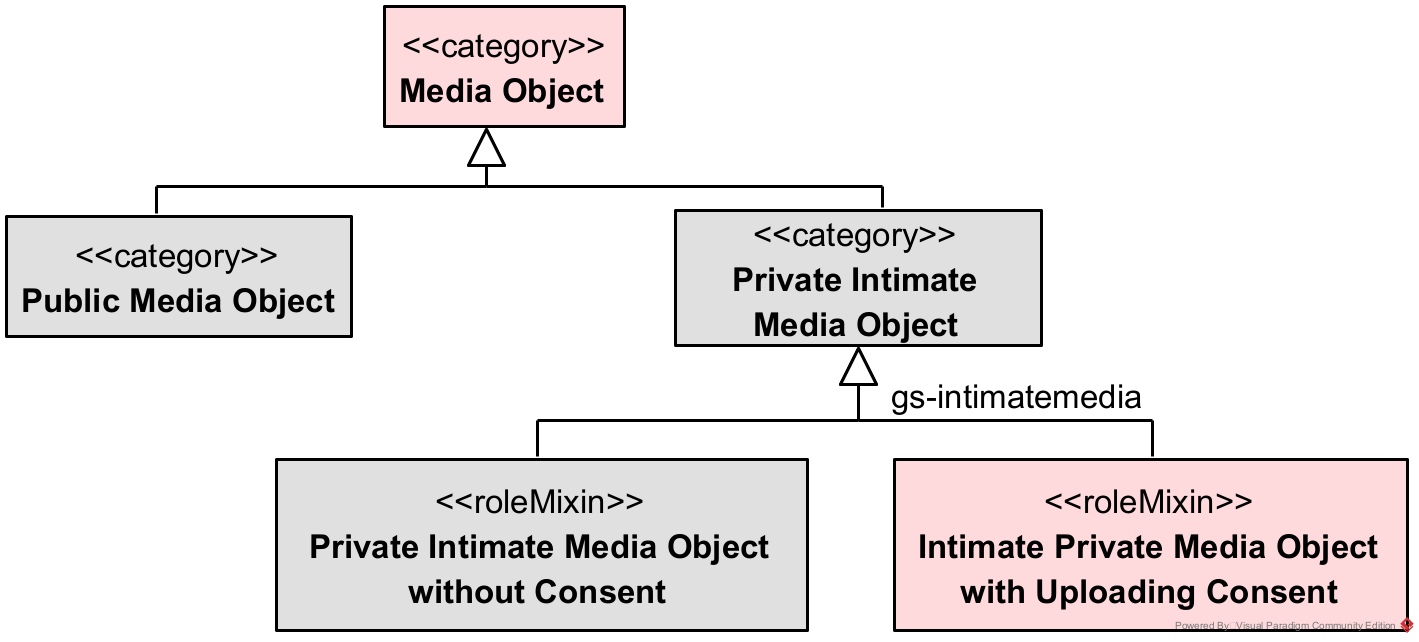 <<category>>
Media Object
<<category>>
Public Media Object
<<category>>
Private Intimate
Media Object
gs-intimatemedia
<<roleMixin>>
Private Intimate Media Object
without Consent
<<roleMixin>>
Intimate Private Media Object
with Uploading Consent
Powered By Visual Paradigm Community Edition